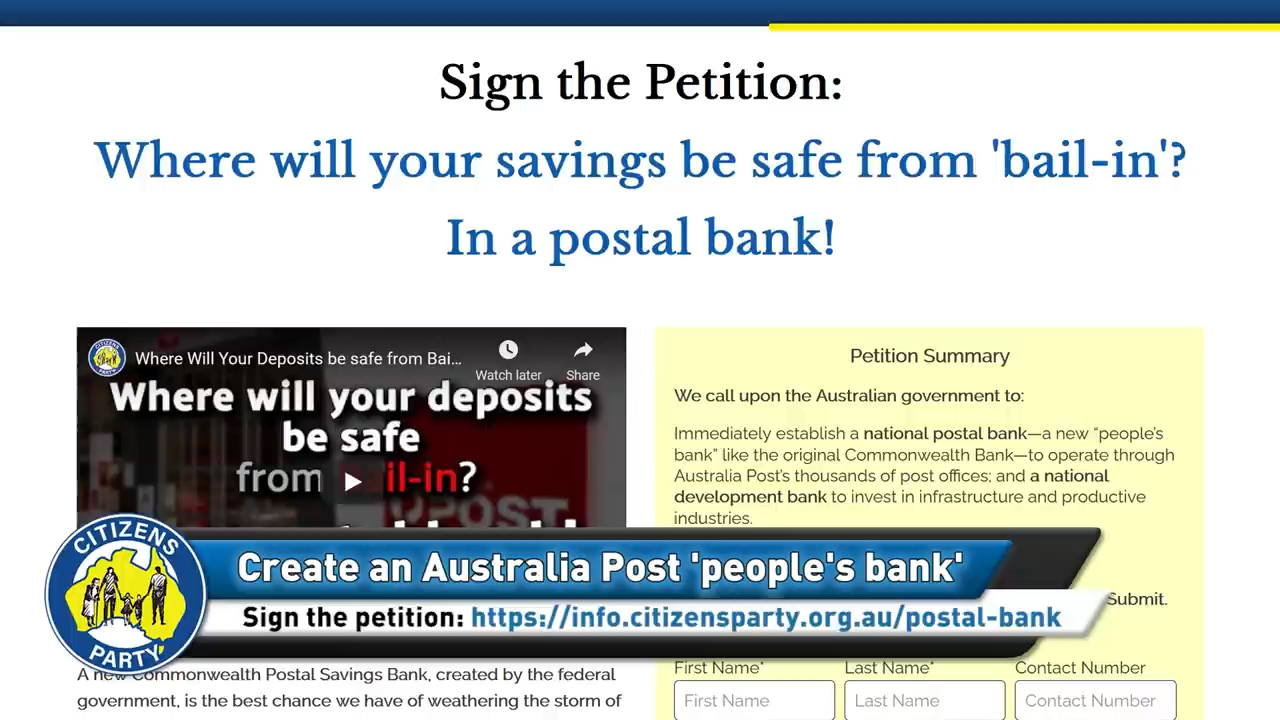 Sign the Petition:
Where will your savings be safe from 'bail-in'?
In a postal bank!
Where Will Your Deposits be safe from Bai...
Watch later
Share
Where will your deposits
be safe
from il-in?
POST
Petition Summary
We call upon the Australian government to:
Immediately establish a national postal bank—a new “people’s
bank” like the original Commonwealth Bank—to operate through
Australia Post’s thousands of post offices; and a national
development bank to invest in infrastructure and productive
industries.
Submit.
CITIZENS
PARTY
Create an Australia Post 'people's bank'
Sign the petition: https://info.citizensparty.org.au/postal-bank
A new Commonwealth Postal Savings Bank, created by the federal
government, is the best chance we have of weathering the storm of
First Name*
Last Name*
Contact Number
First Name
Last Name
Contact Number